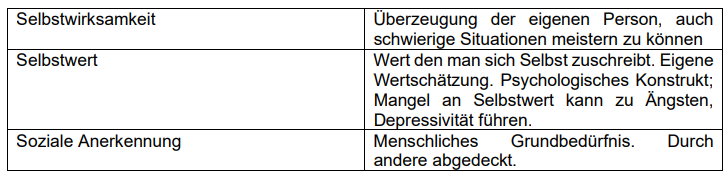 Selbstwirksamkeit
Überzeugung der eigenen Person, auch
schwierige Situationen meistern zu können
Selbstwert
Wert den man sich Selbst zuschreibt. Eigene
Wertschätzung. Psychologisches Konstrukt;
Mangel an Selbstwert kann zu Ängsten,
Depressivität führen.
Soziale Anerkennung
Menschliches Grundbedürfnis. Durch
andere abgedeckt.